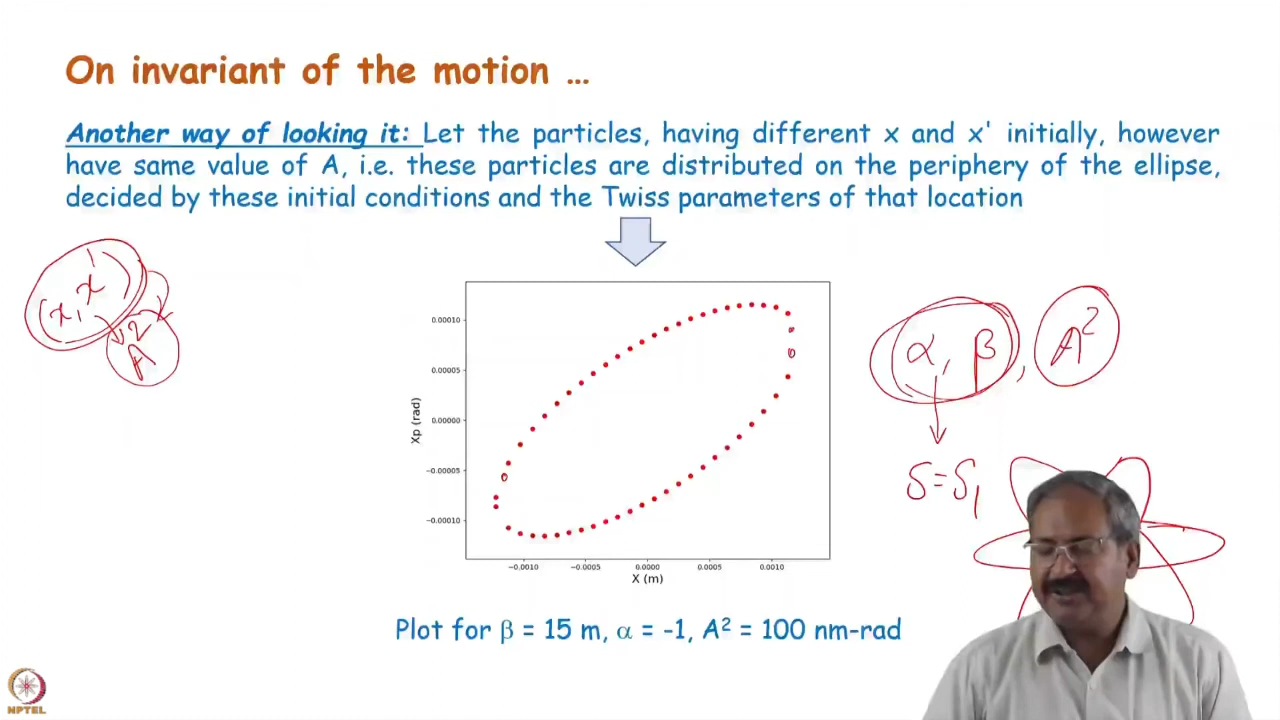 On invariant of the motion ...
Another way of looking it: Let the particles, having different x and x' initially, however
have same value of A, i.e. these particles are distributed on the periphery of the ellipse,
decided by these initial conditions and the Twiss parameters of that location
(x, x')
A²
0.00010
0.00005
0.00000
−0.00005
−0.00010
Xp (rad)
−0.0010 −0.0005 0.0000 0.0005 0.0010
X (m)
α, β, A²
Plot for β = 15 m, α = -1, A² = 100 nm-rad
NPTEL